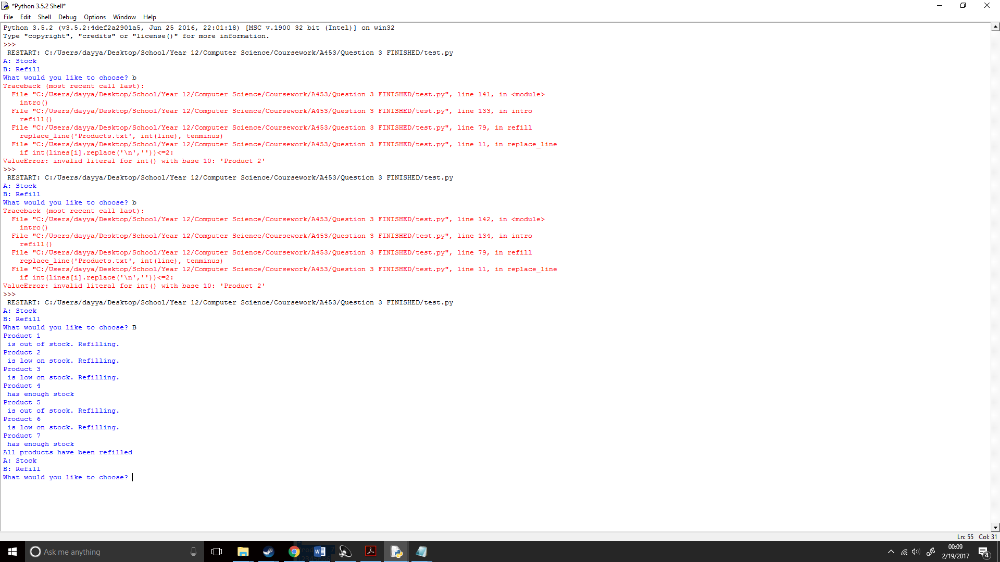 *Python 3.5.2 Shell*
File Edit Shell Debug Options Window Help
Python 3.5.2 (v3.5.2:4def2a2901a5, Jun 25 2016, 22:01:18) [MSC v.1900 32 bit (Intel)] on win32
Type "copyright", "credits" or "license()" for more information.
>>>
 RESTART: C:/Users/dayya/Desktop/School/Year 12/Computer Science/Coursework/A453/Question 3 FINISHED/test.py
A: Stock
B: Refill
What would you like to choose? b
Traceback (most recent call last):
  File "C:/Users/dayya/Desktop/School/Year 12/Computer Science/Coursework/A453/Question 3 FINISHED/test.py", line 141, in <module>
    intro()
  File "C:/Users/dayya/Desktop/School/Year 12/Computer Science/Coursework/A453/Question 3 FINISHED/test.py", line 133, in intro
    refill()
  File "C:/Users/dayya/Desktop/School/Year 12/Computer Science/Coursework/A453/Question 3 FINISHED/test.py", line 79, in refill
    replace_line('Products.txt', int(line), tenminus)
  File "C:/Users/dayya/Desktop/School/Year 12/Computer Science/Coursework/A453/Question 3 FINISHED/test.py", line 11, in replace_line
    if int(lines[i].replace('\n',''))<=2:
ValueError: invalid literal for int() with base 10: 'Product 2'
>>>
 RESTART: C:/Users/dayya/Desktop/School/Year 12/Computer Science/Coursework/A453/Question 3 FINISHED/test.py
A: Stock
B: Refill
What would you like to choose? b
Traceback (most recent call last):
  File "C:/Users/dayya/Desktop/School/Year 12/Computer Science/Coursework/A453/Question 3 FINISHED/test.py", line 142, in <module>
    intro()
  File "C:/Users/dayya/Desktop/School/Year 12/Computer Science/Coursework/A453/Question 3 FINISHED/test.py", line 134, in intro
    refill()
  File "C:/Users/dayya/Desktop/School/Year 12/Computer Science/Coursework/A453/Question 3 FINISHED/test.py", line 79, in refill
    replace_line('Products.txt', int(line), tenminus)
  File "C:/Users/dayya/Desktop/School/Year 12/Computer Science/Coursework/A453/Question 3 FINISHED/test.py", line 11, in replace_line
    if int(lines[i].replace('\n',''))<=2:
ValueError: invalid literal for int() with base 10: 'Product 2'
>>>
 RESTART: C:/Users/dayya/Desktop/School/Year 12/Computer Science/Coursework/A453/Question 3 FINISHED/test.py
A: Stock
B: Refill
What would you like to choose? B
Product 1
 is out of stock. Refilling.
Product 2
 is low on stock. Refilling.
Product 3
 is low on stock. Refilling.
Product 4
 has enough stock
Product 5
 is out of stock. Refilling.
Product 6
 is low on stock. Refilling.
Product 7
 has enough stock
All products have been refilled
A: Stock
B: Refill
What would you like to choose?
Ln: 55 Col: 31
Ask me anything
00:09
2/19/2017
4